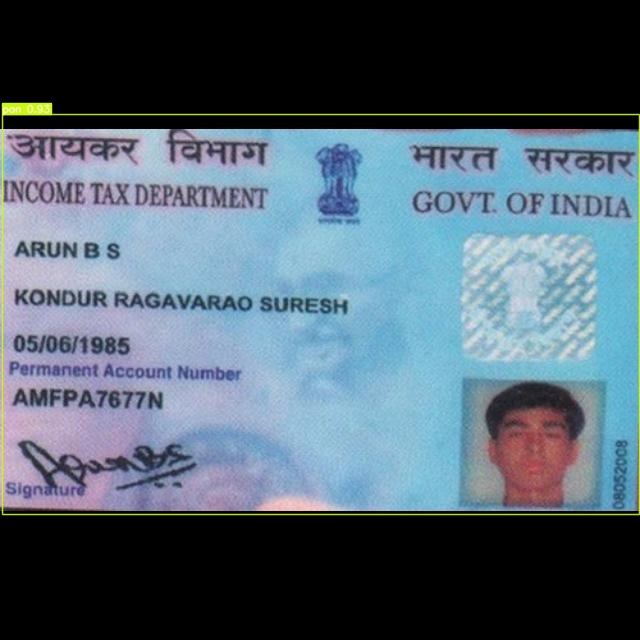 pan 0.93
आयकर विभाग
INCOME TAX DEPARTMENT
भारत सरकार
GOVT. OF INDIA
ARUN B S
KONDUR RAGAVARAO SURESH
05/06/1985
Permanent Account Number
AMFPA7677N
Arun B S
Signature
08052008